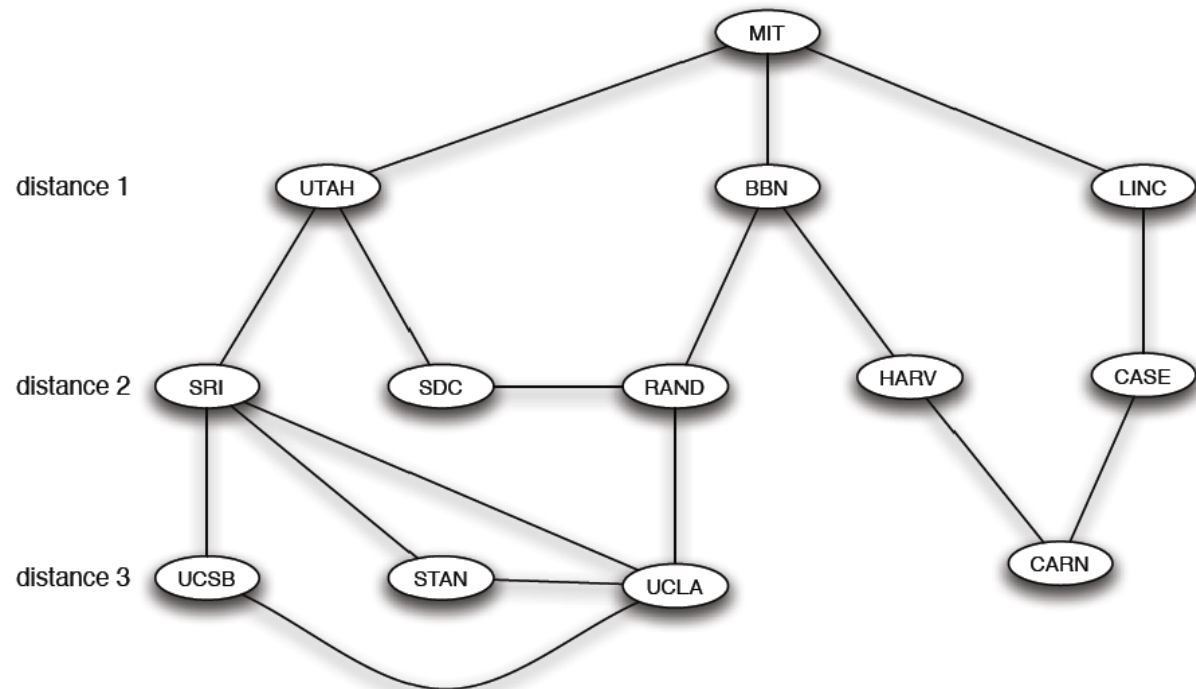 MIT
distance 1
UTAH
BBN
LINC
distance 2
SRI
SDC
RAND
HARV
CASE
distance 3
UCSB
STAN
UCLA
CARN